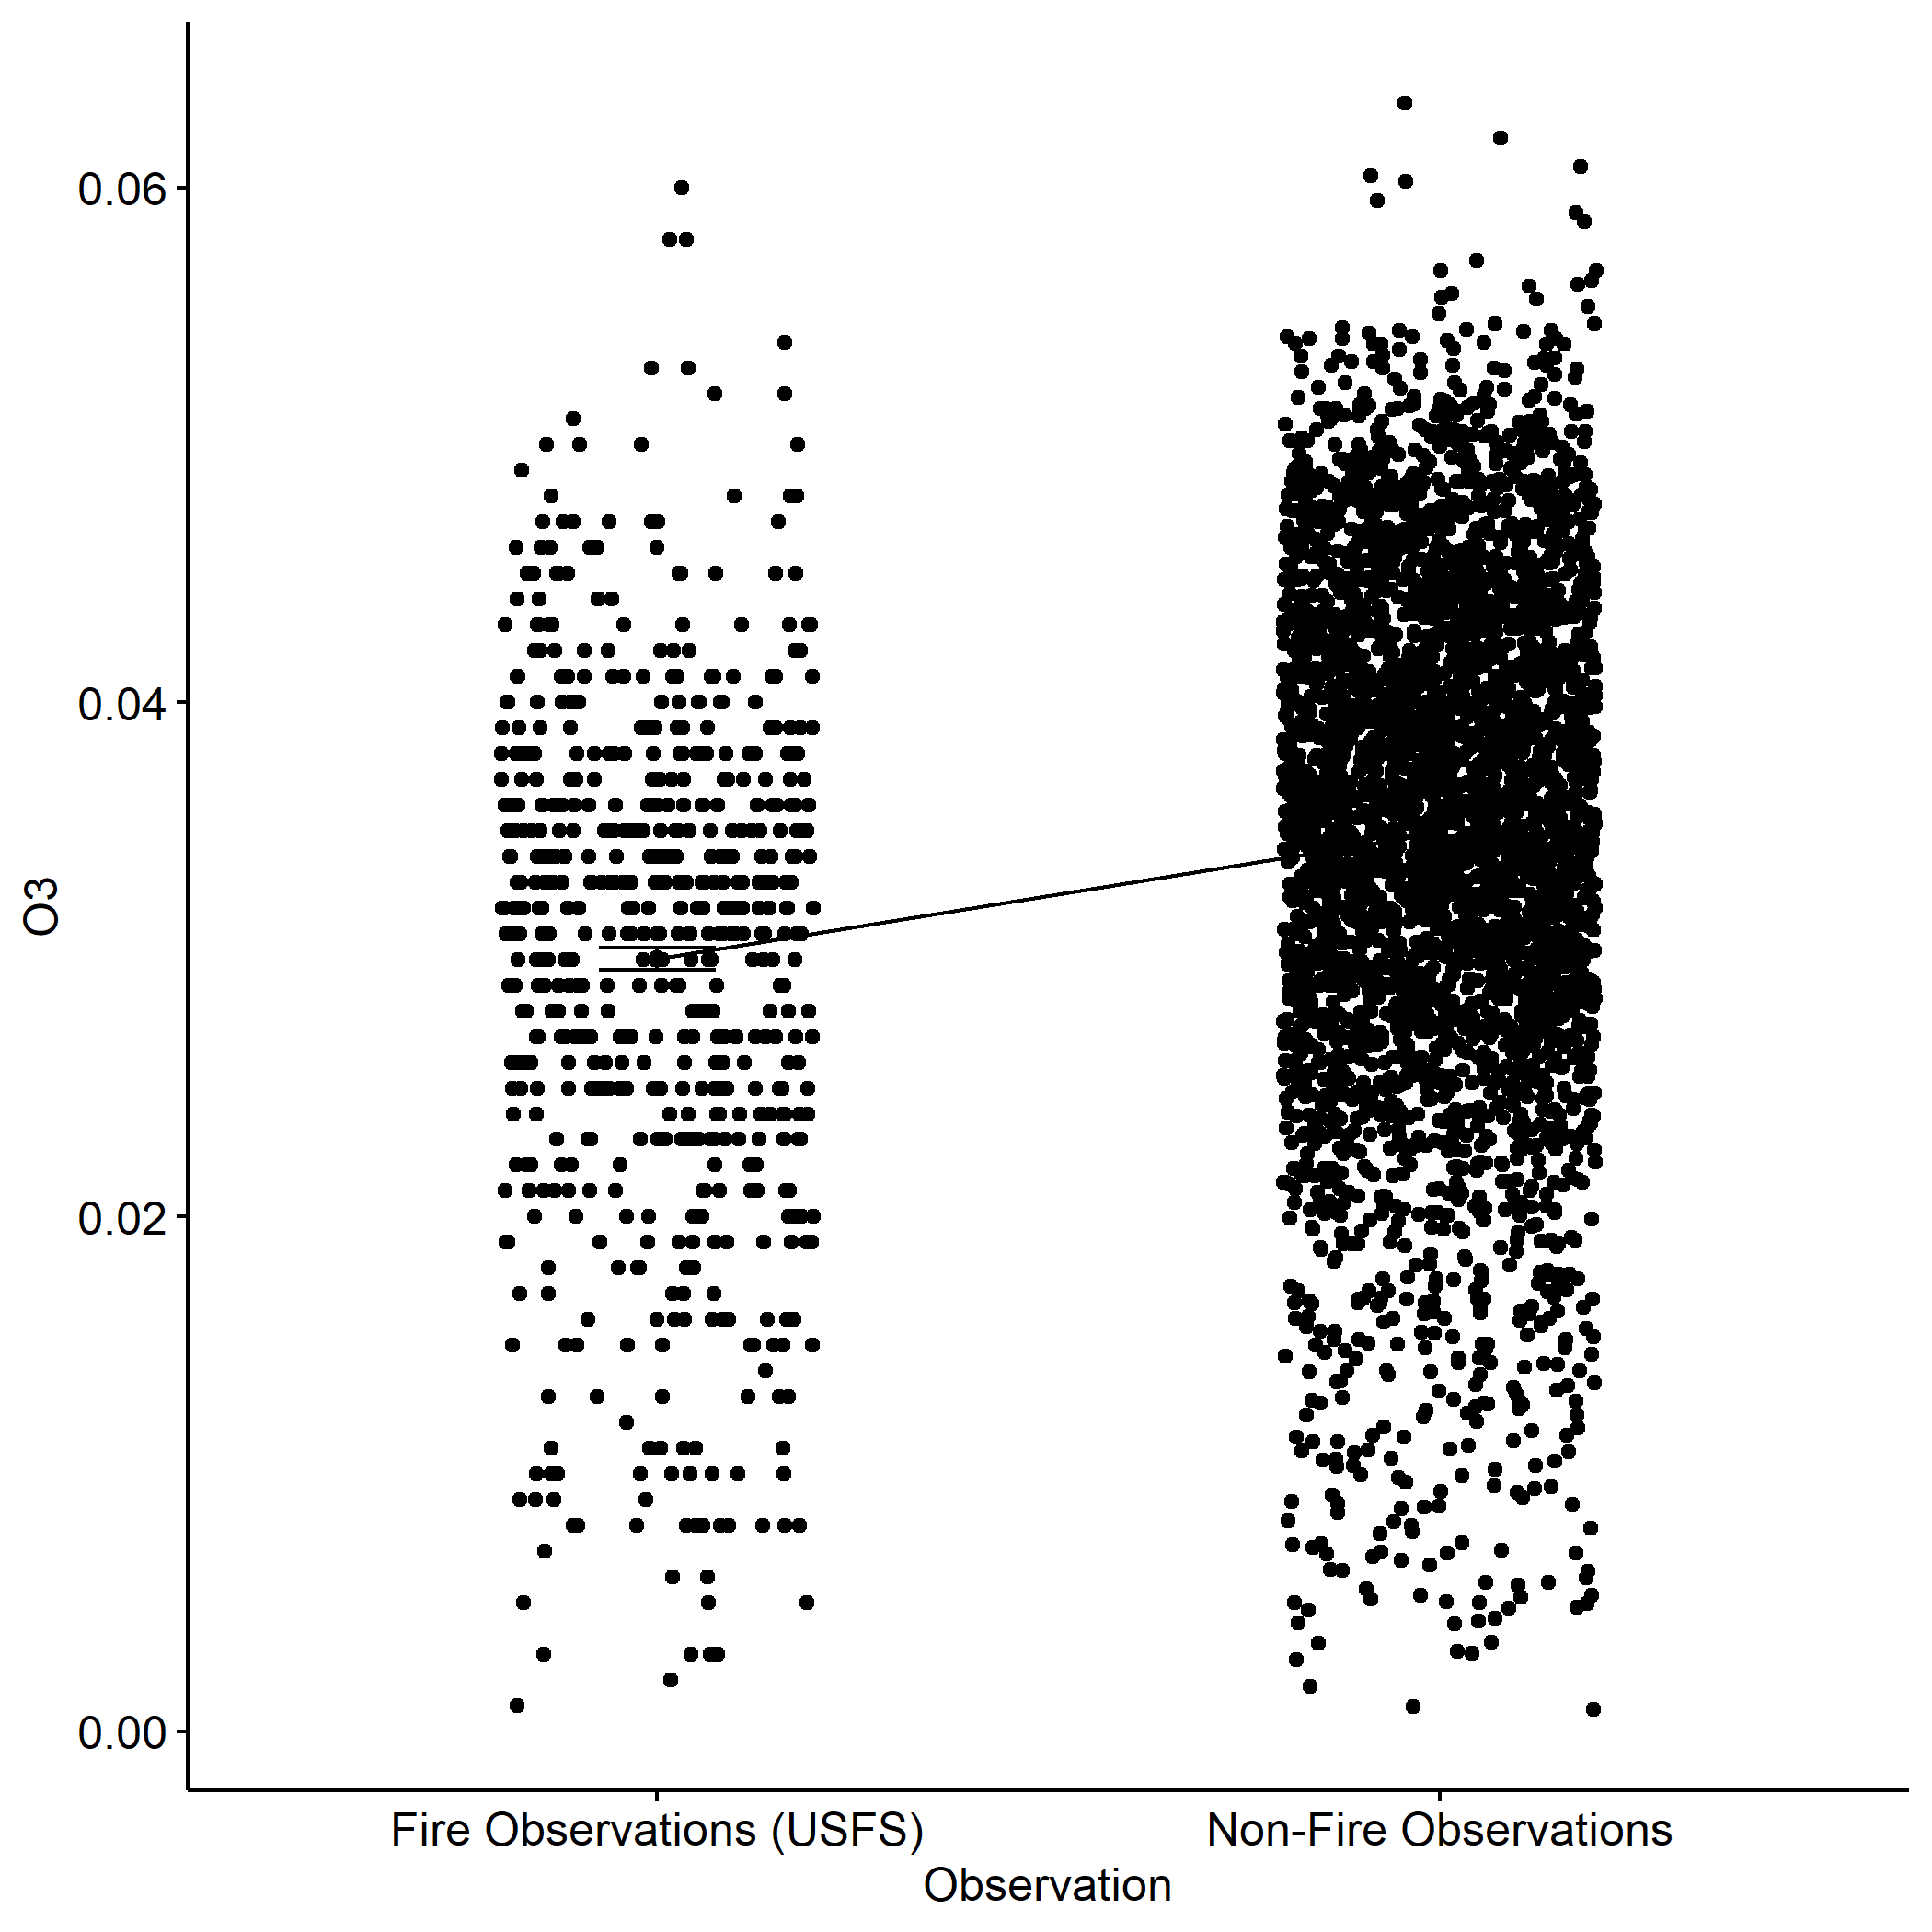 0.06
0.04
O3
0.02
0.00
Fire Observations (USFS)
Non-Fire Observations
Observation